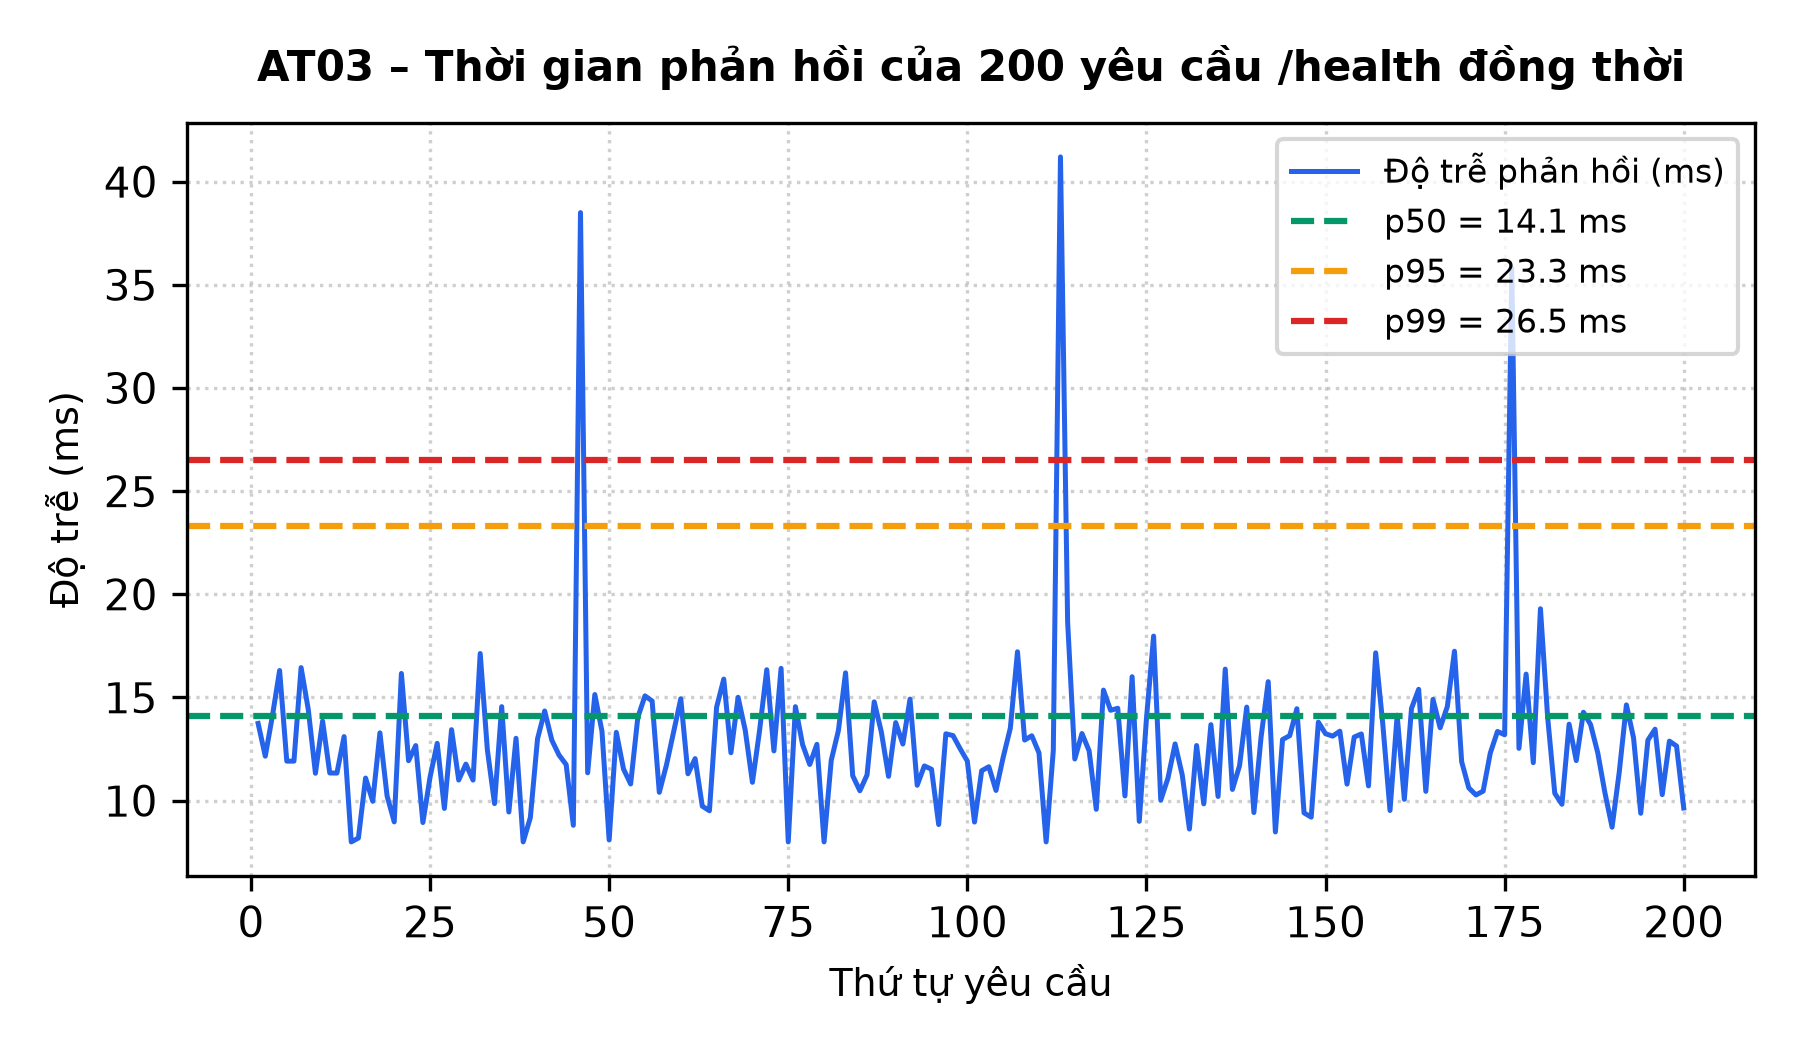 AT03 – Thời gian phản hồi của 200 yêu cầu /health đồng thời
Độ trễ phản hồi (ms)
p50 = 14.1 ms
p95 = 23.3 ms
p99 = 26.5 ms
Độ trễ (ms)
40
35
30
25
20
15
10
0 25 50 75 100 125 150 175 200
Thứ tự yêu cầu